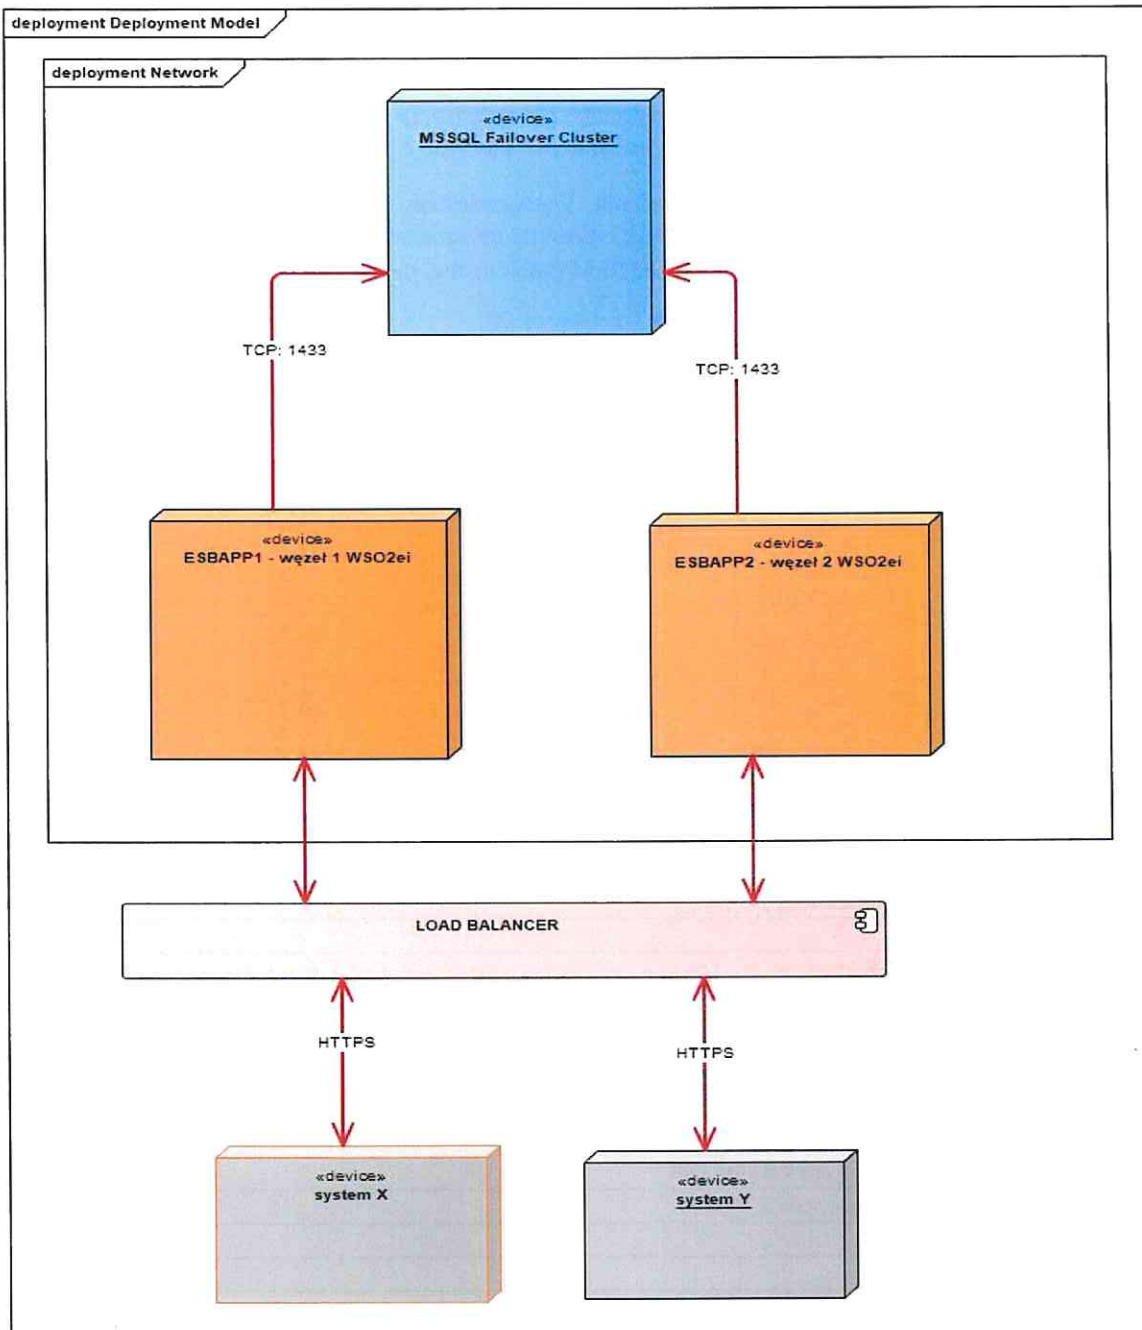 deployment Deployment Model
deployment Network
«device»
MSSQL Failover Cluster
TCP: 1433
TCP: 1433
«device»
ESBAPP1 - węzeł 1 WSO2ei
«device»
ESBAPP2 - węzeł 2 WSO2ei
LOAD BALANCER
HTTPS
HTTPS
«device»
system X
«device»
system Y